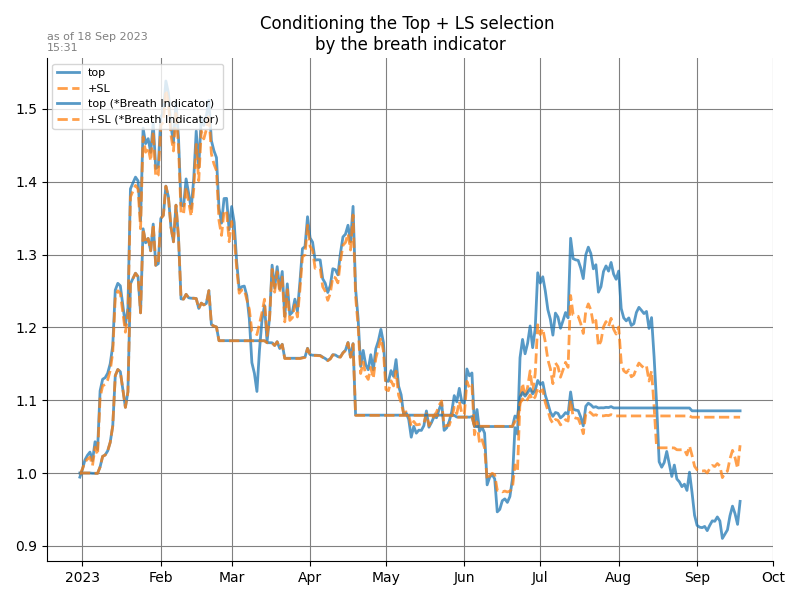 Conditioning the Top + LS selection
by the breath indicator
as of 18 Sep 2023
15:31
top
+SL
top (*Breath Indicator)
+SL (*Breath Indicator)
1.5
1.4
1.3
1.2
1.1
1.0
0.9
2023 Feb Mar Apr May Jun Jul Aug Sep Oct